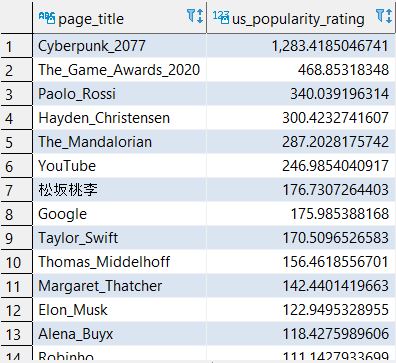 ABC page_title 123 us_popularity_rating
1 Cyberpunk_2077 1,283.4185046741
2 The_Game_Awards_2020 468.85318348
3 Paolo_Rossi 340.039196314
4 Hayden_Christensen 300.4232741607
5 The_Mandalorian 287.2028175742
6 YouTube 246.9854040917
7 松坂桃李 176.7307264403
8 Google 175.985388168
9 Taylor_Swift 170.5096526583
10 Thomas_Middelhoff 156.4618556701
11 Margaret_Thatcher 142.4401419663
12 Elon_Musk 122.9495328955
13 Alena_Buyx 118.4275989606
14 Robinho 111.1427933699